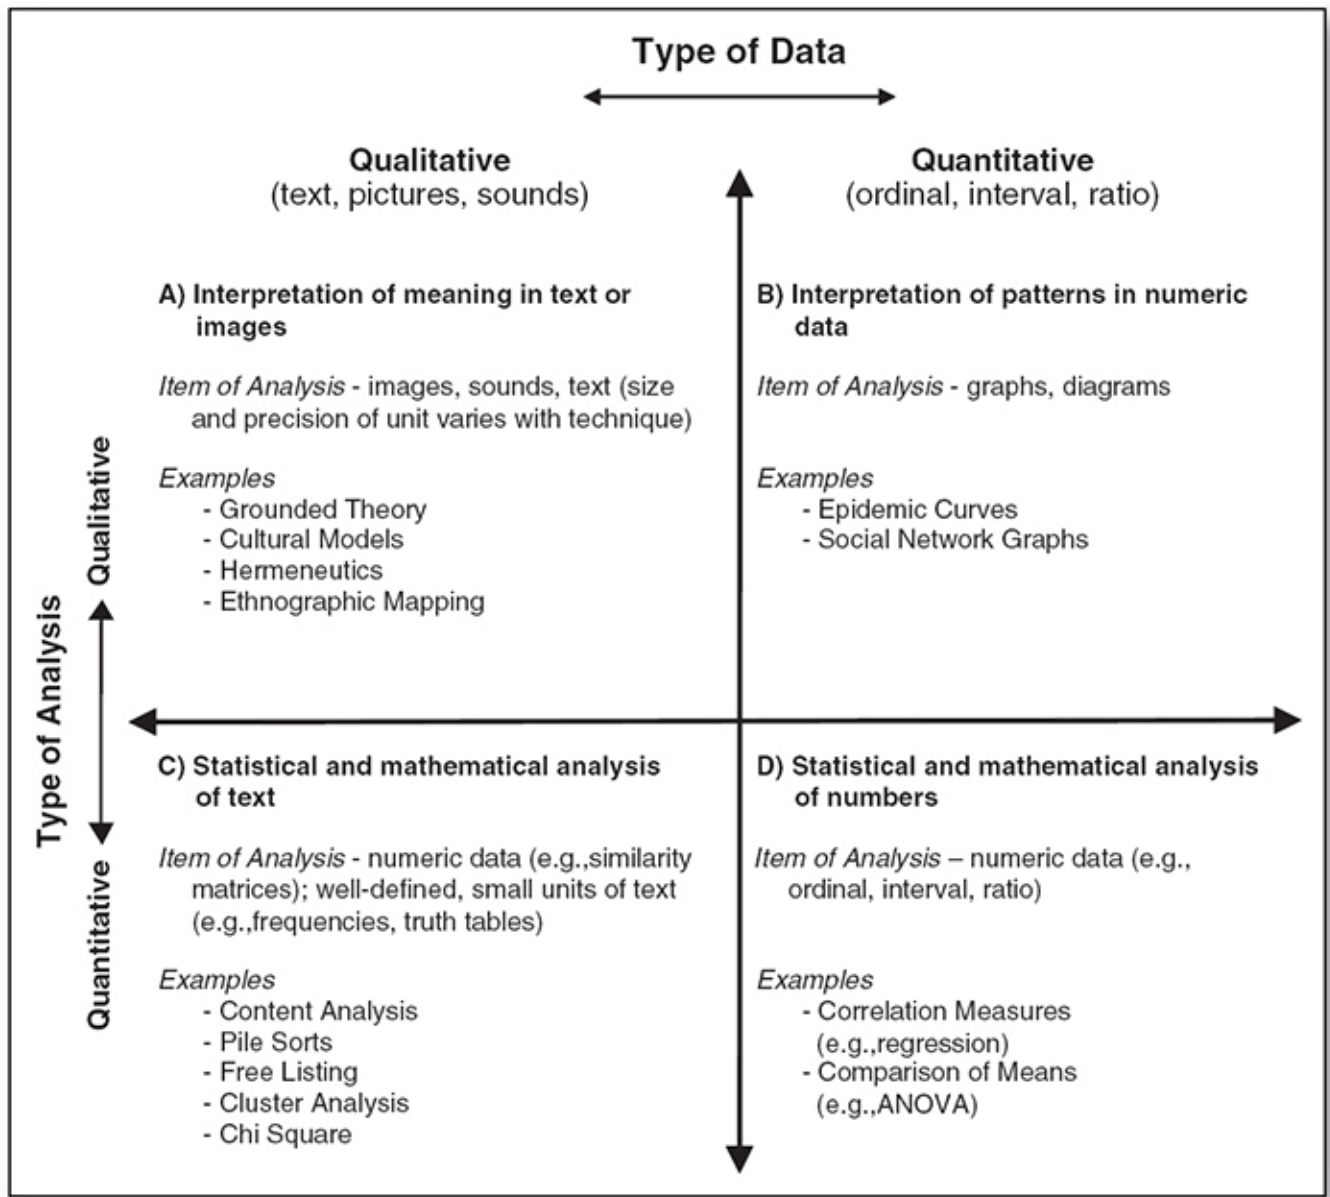 Type of Data
Qualitative
(text, pictures, sounds)
Quantitative
(ordinal, interval, ratio)
Type of Analysis
Qualitative
Quantitative
A) Interpretation of meaning in text or
images
Item of Analysis - images, sounds, text (size
and precision of unit varies with technique)
Examples
- Grounded Theory
- Cultural Models
- Hermeneutics
- Ethnographic Mapping
B) Interpretation of patterns in numeric
data
Item of Analysis - graphs, diagrams
Examples
- Epidemic Curves
- Social Network Graphs
C) Statistical and mathematical analysis
of text
Item of Analysis - numeric data (e.g.,similarity
matrices); well-defined, small units of text
(e.g.,frequencies, truth tables)
Examples
- Content Analysis
- Pile Sorts
- Free Listing
- Cluster Analysis
- Chi Square
D) Statistical and mathematical analysis
of numbers
Item of Analysis – numeric data (e.g.,
ordinal, interval, ratio)
Examples
- Correlation Measures
(e.g.,regression)
- Comparison of Means
(e.g.,ANOVA)